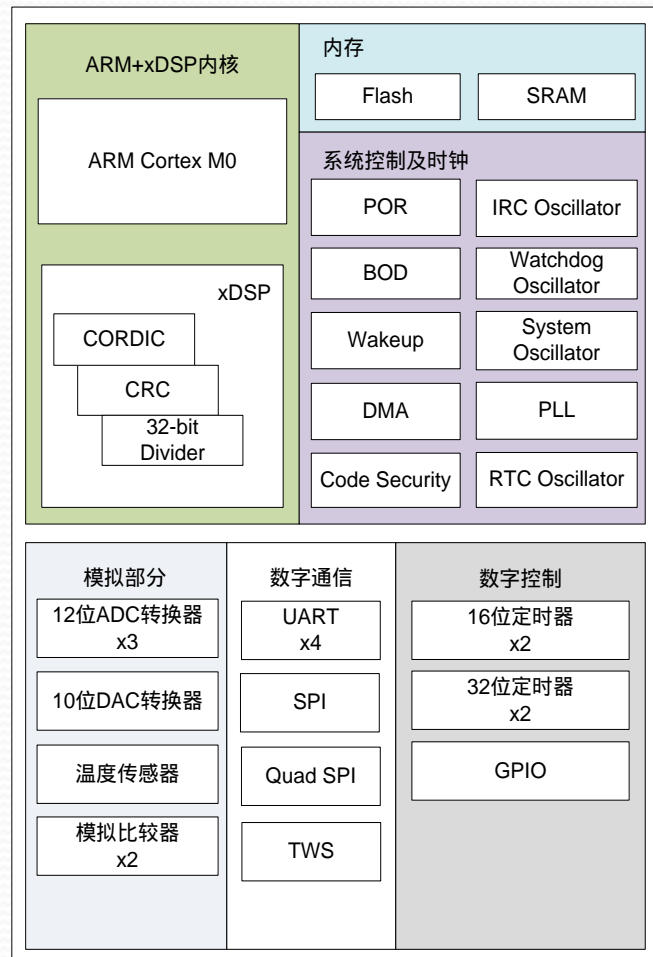 ARM+xDSP内核
ARM Cortex M0
xDSP
CORDIC
CRC
32-bit
Divider
内存
Flash
SRAM
系统控制及时钟
POR
IRC Oscillator
BOD
Watchdog
Oscillator
Wakeup
System
Oscillator
DMA
PLL
Code Security
RTC Oscillator
模拟部分
12位ADC转换器
x3
10位DAC转换器
温度传感器
模拟比较器
x2
数字通信
UART
x4
SPI
Quad SPI
TWS
数字控制
16位定时器
x2
32位定时器
x2
GPIO